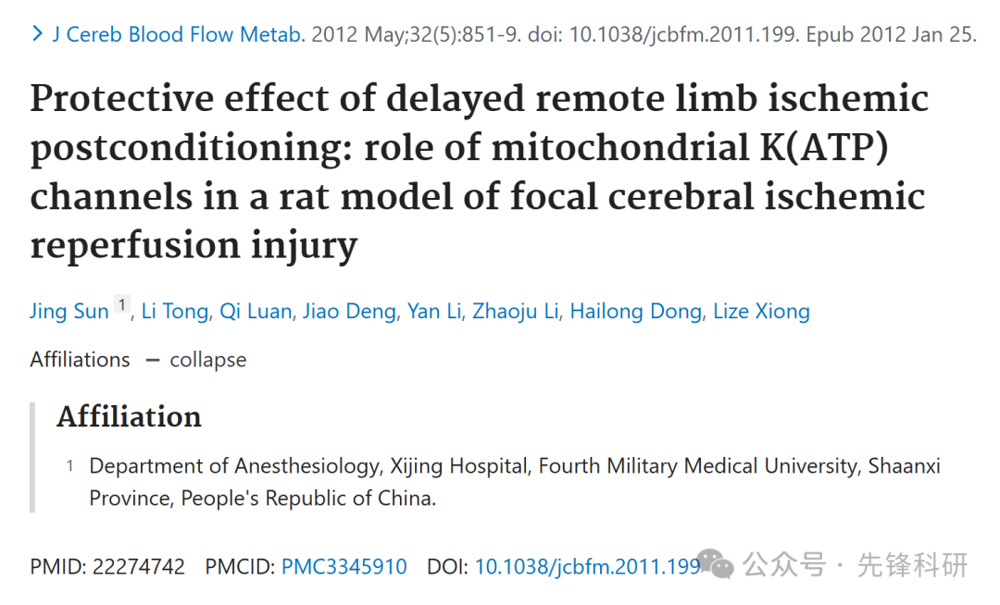 > J Cereb Blood Flow Metab. 2012 May;32(5):851-9. doi: 10.1038/jcbfm.2011.199. Epub 2012 Jan 25.
Protective effect of delayed remote limb ischemic
postconditioning: role of mitochondrial K(ATP)
channels in a rat model of focal cerebral ischemic
reperfusion injury
Jing Sun 1, Li Tong, Qi Luan, Jiao Deng, Yan Li, Zhaoju Li, Hailong Dong, Lize Xiong
Affiliations — collapse
Affiliation
1 Department of Anesthesiology, Xijing Hospital, Fourth Military Medical University, Shaanxi
Province, People's Republic of China.
PMID: 22274742 PMCID: PMC3345910 DOI: 10.1038/jcbfm.2011.199
公众号 · 先锋科研